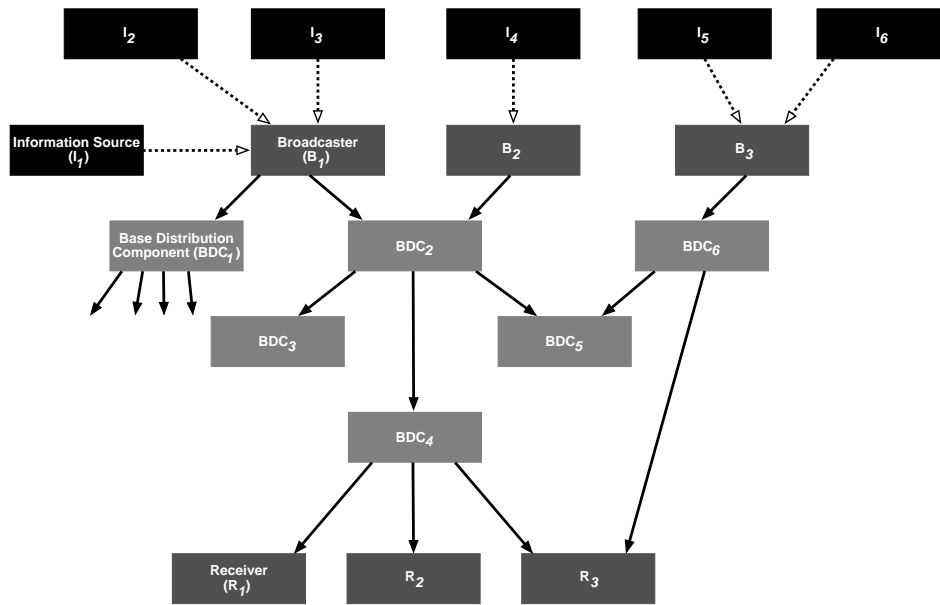 I2
I3
I4
I5
I6
Information Source
(I1)
Broadcaster
(B1)
B2
B3
Base Distribution
Component (BDC1)
BDC2
BDC6
BDC3
BDC5
BDC4
Receiver
(R1)
R2
R3